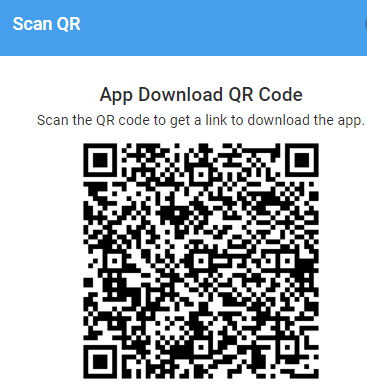 Scan QR
App Download QR Code
Scan the QR code to get a link to download the app.